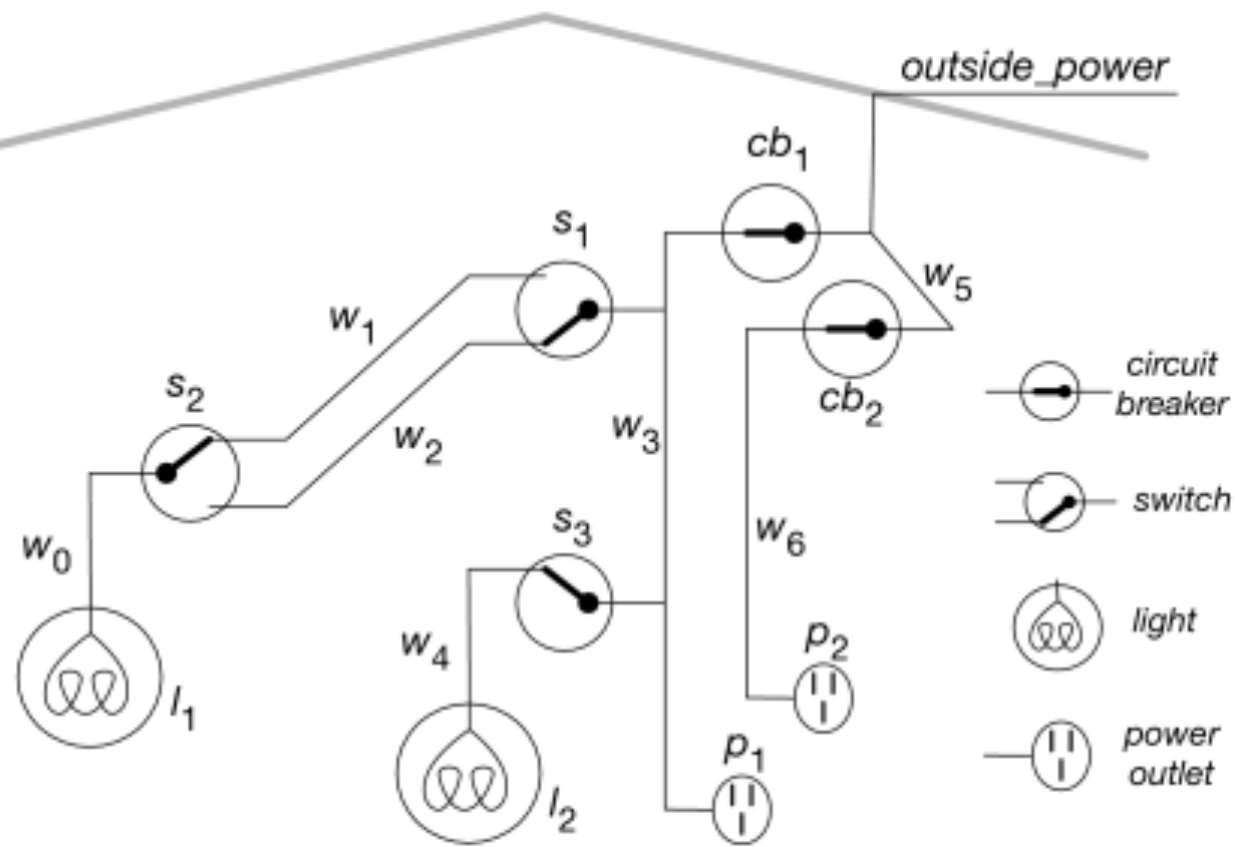 outside_power
cb1
s1
w5
w1
circuit
breaker
s2
cb2
w3
w2
switch
s3
w0
w6
light
w4
p2
l1
power
outlet
p1
l2